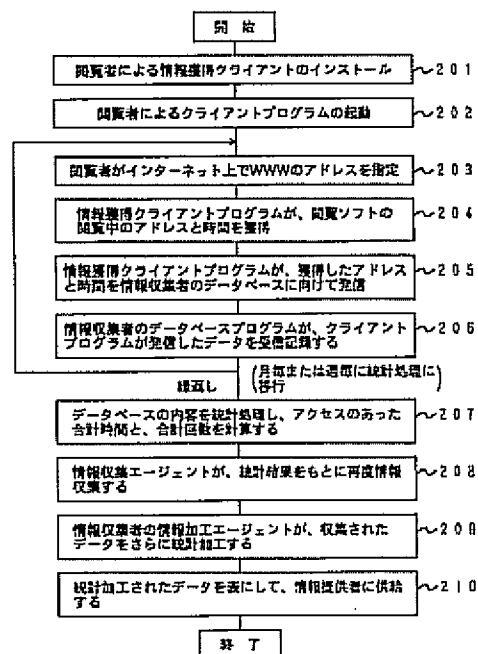 開 始
閲覧者による情報獲得クライアントのインストール
201
閲覧者によるクライアントプログラムの起動
202
閲覧者がインターネット上でWWWのアドレスを指定
203
情報獲得クライアントプログラムが、閲覧ソフトの
閲覧中のアドレスと時間を獲得
204
情報獲得クライアントプログラムが、獲得したアドレス
と時間を情報収集者のデータベースに向けて発信
205
情報収集者のデータベースプログラムが、クライアント
プログラムが発信したデータを受信記録する
206
繰返し
(月毎または週毎に統計処理に
移行)
データベースの内容を統計処理し、アクセスのあった
合計時間と、合計回数を計算する
207
情報収集エージェントが、統計結果をもとに再度情報
収集する
208
情報収集者の情報加工エージェントが、収集された
データをさらに統計加工する
209
統計加工されたデータを表にして、情報提供者に供給
する
210
終 了